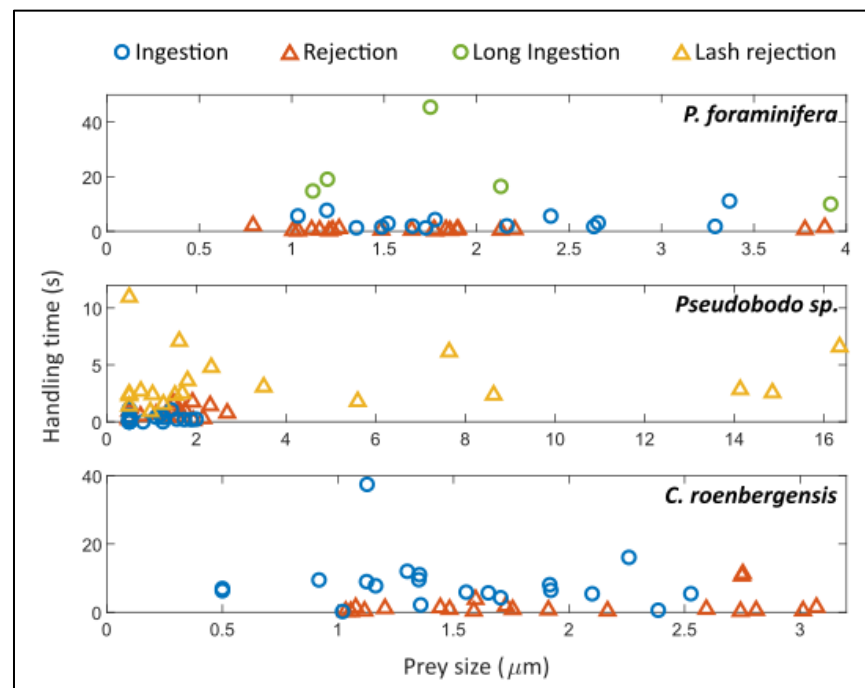 Ingestion Rejection Long Ingestion Lash rejection
P. foraminifera
40
20
0
0 0.5 1 1.5 2 2.5 3 3.5 4
Pseudobodo sp.
10
5
0
0 2 4 6 8 10 12 14 16
C. roenbergensis
40
20
0
0 0.5 1 1.5 2 2.5 3
Handling time (s)
Prey size (μm)